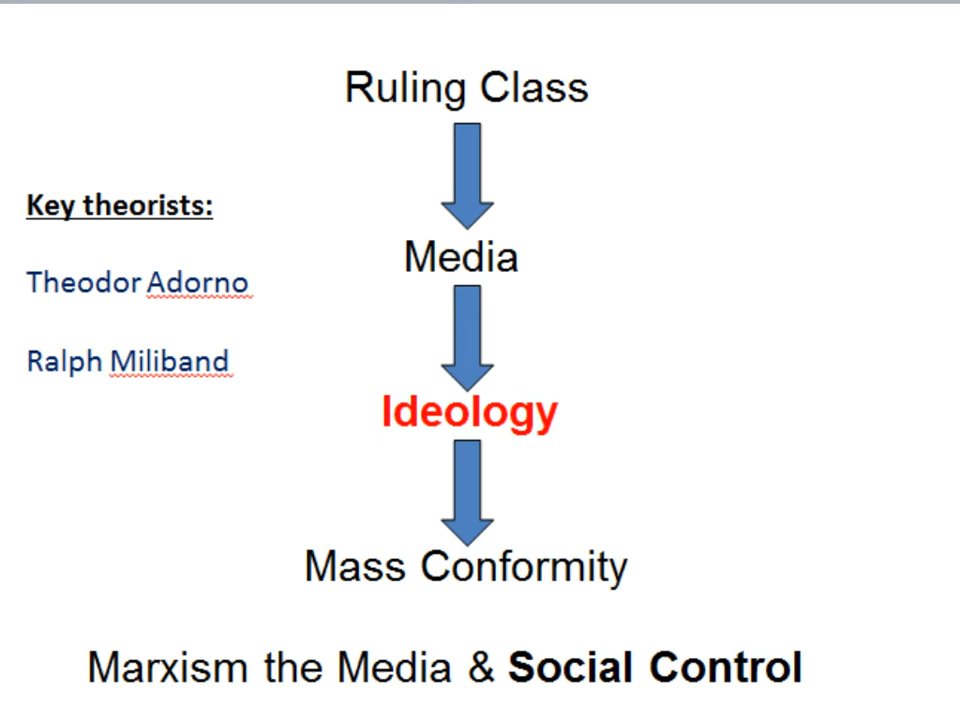 Ruling Class
Key theorists:
Media
Theodor Adorno
Ralph Miliband
Ideology
Mass Conformity
Marxism the Media & Social Control